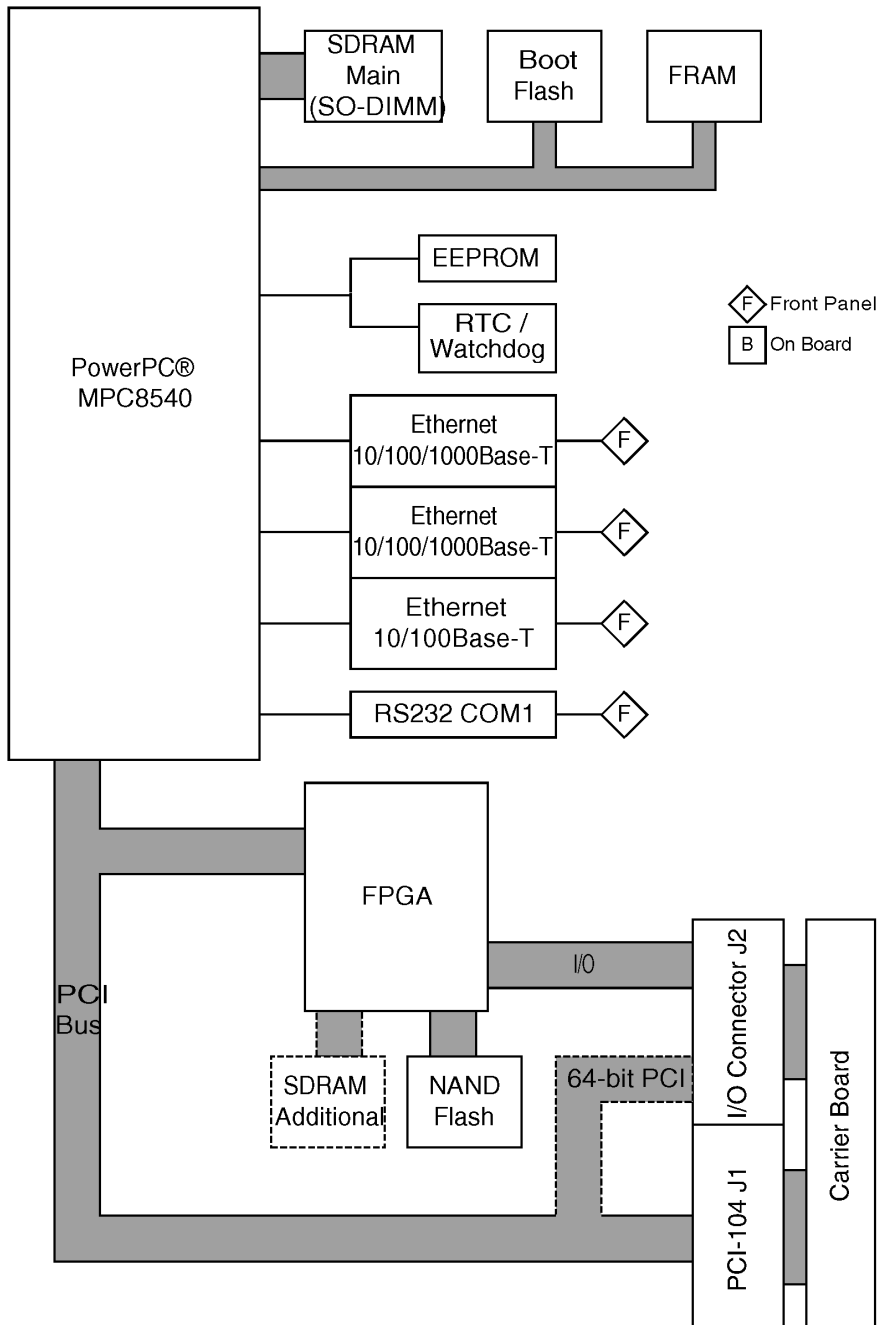 SDRAM
Main
(SO-DIMM)
Boot
Flash
FRAM
EEPROM
RTC /
Watchdog
F Front Panel
B On Board
PowerPC®
MPC8540
Ethernet
10/100/1000Base-T
F
Ethernet
10/100/1000Base-T
F
Ethernet
10/100Base-T
F
RS232 COM1
F
FPGA
I/O
I/O Connector J2
PCI
Bus
SDRAM
Additional
NAND
Flash
64-bit PCI
PCI-104 J1
Carrier Board